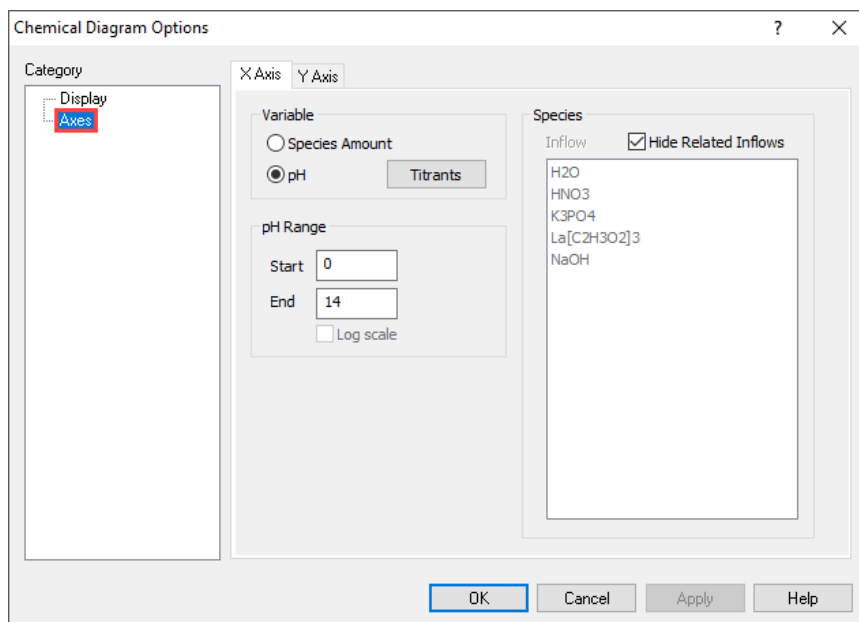 Chemical Diagram Options
?
Category
Display
Axes
X Axis
Y Axis
Variable
Species Amount
pH
Titrants
pH Range
Start 0
End 14
Log scale
Species
Inflow
Hide Related Inflows
H2O
HNO3
K3PO4
La[C2H3O2]3
NaOH
OK
Cancel
Apply
Help